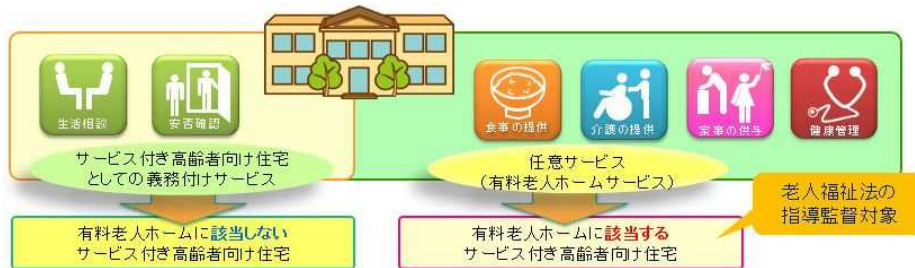 生活相談
安否確認
食事の提供
介護の提供
家事の供与
健康管理
サービス付き高齢者向け住宅
としての義務付けサービス
任意サービス
（有料老人ホームサービス）
老人福祉法の
指導監督対象
有料老人ホームに該当しない
サービス付き高齢者向け住宅
有料老人ホームに該当する
サービス付き高齢者向け住宅